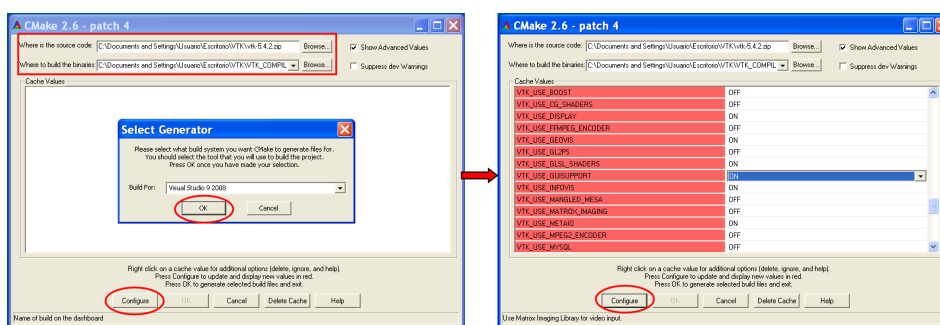 CMake 2.6 - patch 4
Where is the source code: C:\Documents and Settings\Usuario\Escritorio\VTK\vtk-5.4.2.zip Browse... Show Advanced Values
Where to build the binaries: C:\Documents and Settings\Usuario\Escritorio\VTK\VTK_COMPIL Browse... Suppress dev Warnings
Cache Values
Select Generator
Please select what build system you want CMake to generate files for.
You should select the tool that you will use to build the project.
Press OK once you have made your selection.
Build For: Visual Studio 9 2008
OK Cancel
Right click on a cache value for additional options (delete, ignore, and help).
Press Configure to update and display new values in red.
Press OK to generate selected build files and exit.
Configure OK Cancel Delete Cache Help
Name of build on the dashboard
CMake 2.6 - patch 4
Where is the source code: C:\Documents and Settings\Usuario\Escritorio\VTK\vtk-5.4.2.zip Browse... Show Advanced Values
Where to build the binaries: C:\Documents and Settings\Usuario\Escritorio\VTK\VTK_COMPIL Browse... Suppress dev Warnings
Cache Values
VTK_USE_BOOST OFF
VTK_USE_CG_SHADERS OFF
VTK_USE_DISPLAY ON
VTK_USE_FFMPEG_ENCODER OFF
VTK_USE_GEOVIS ON
VTK_USE_GL2PS OFF
VTK_USE_GLSL_SHADERS ON
VTK_USE_GUISUPPORT ON
VTK_USE_INFOVIS ON
VTK_USE_MANGLED_MESA OFF
VTK_USE_MATROX_IMAGING OFF
VTK_USE_METAIO ON
VTK_USE_MPEG2_ENCODER OFF
VTK_USE_MYSQL OFF
Right click on a cache value for additional options (delete, ignore, and help).
Press Configure to update and display new values in red.
Press OK to generate selected build files and exit.
Configure OK Cancel Delete Cache Help
Use Matrox Imaging Library for video input.